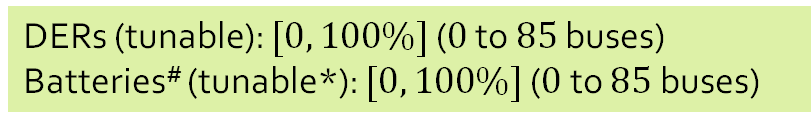 DERs (tunable): [0, 100%] (0 to 85 buses)
Batteries# (tunable*): [0, 100%] (0 to 85 buses)